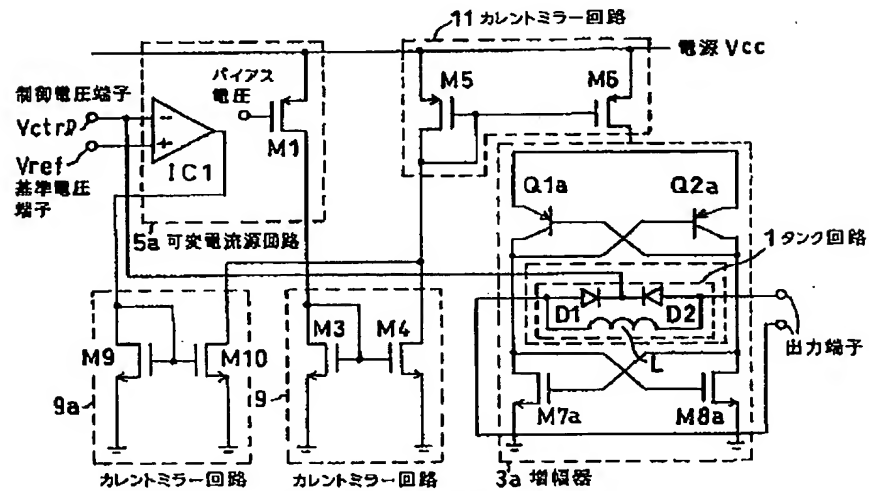 11 カレントミラー回路
電源 Vcc
バイアス
電圧
M5
M6
制御電圧端子
Vctrl
M1
Vref
基準電圧
端子
IC1
Q1a
Q2a
5a 可変電流源回路
1 タンク回路
D1
D2
M9
M10
M3
M4
L
出力端子
9a
9
M7a
M8a
カレントミラー回路
カレントミラー回路
3a 増幅器